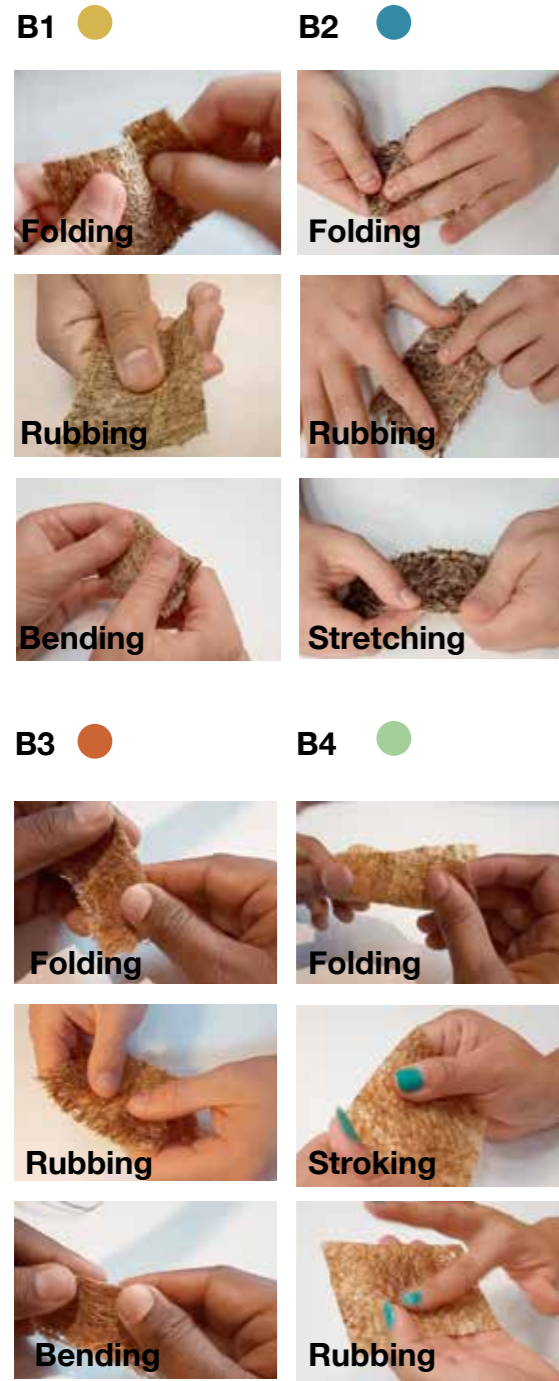 B1
B2
Folding
Folding
Rubbing
Rubbing
Bending
Stretching
B3
B4
Folding
Folding
Rubbing
Stroking
Bending
Rubbing